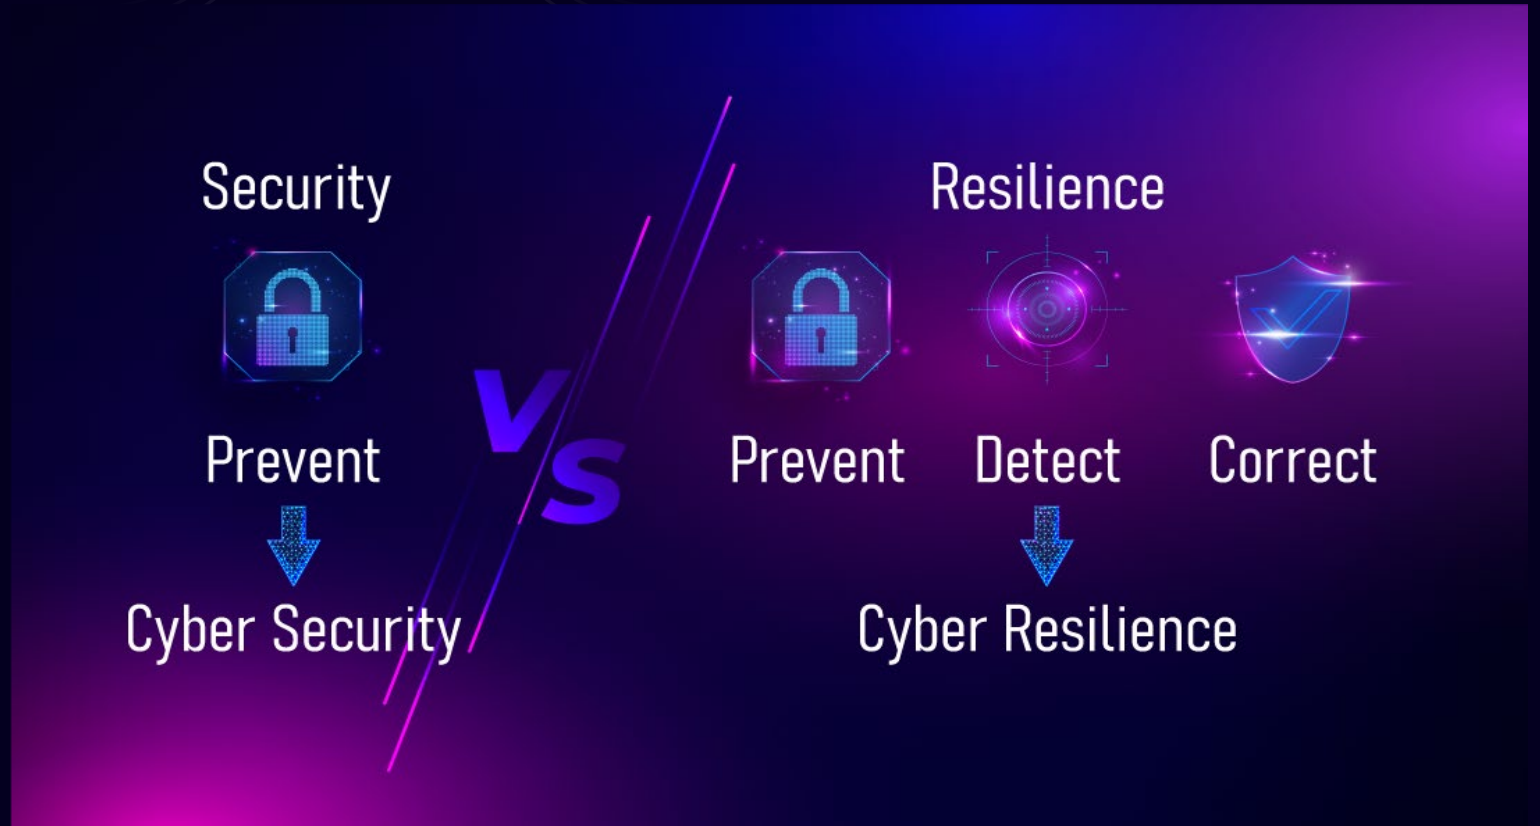 Security
Prevent
Cyber Security
VS
Resilience
Prevent Detect Correct
Cyber Resilience